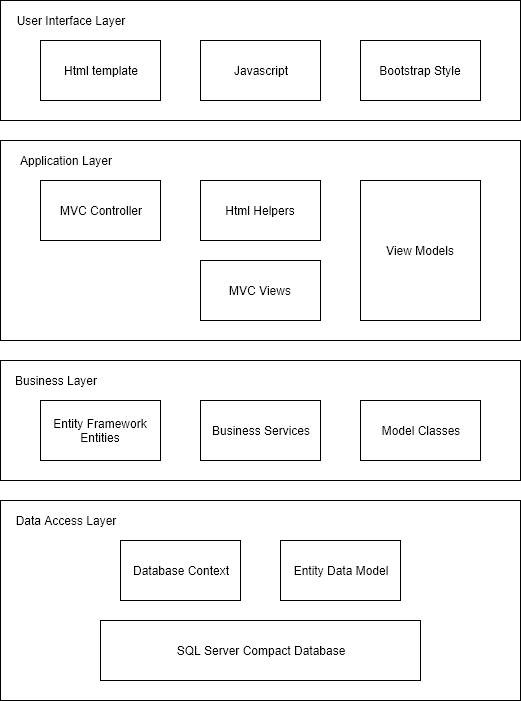 User Interface Layer
Html template
Javascript
Bootstrap Style
Application Layer
MVC Controller
Html Helpers
View Models
MVC Views
Business Layer
Entity Framework
Entities
Business Services
Model Classes
Data Access Layer
Database Context
Entity Data Model
SQL Server Compact Database